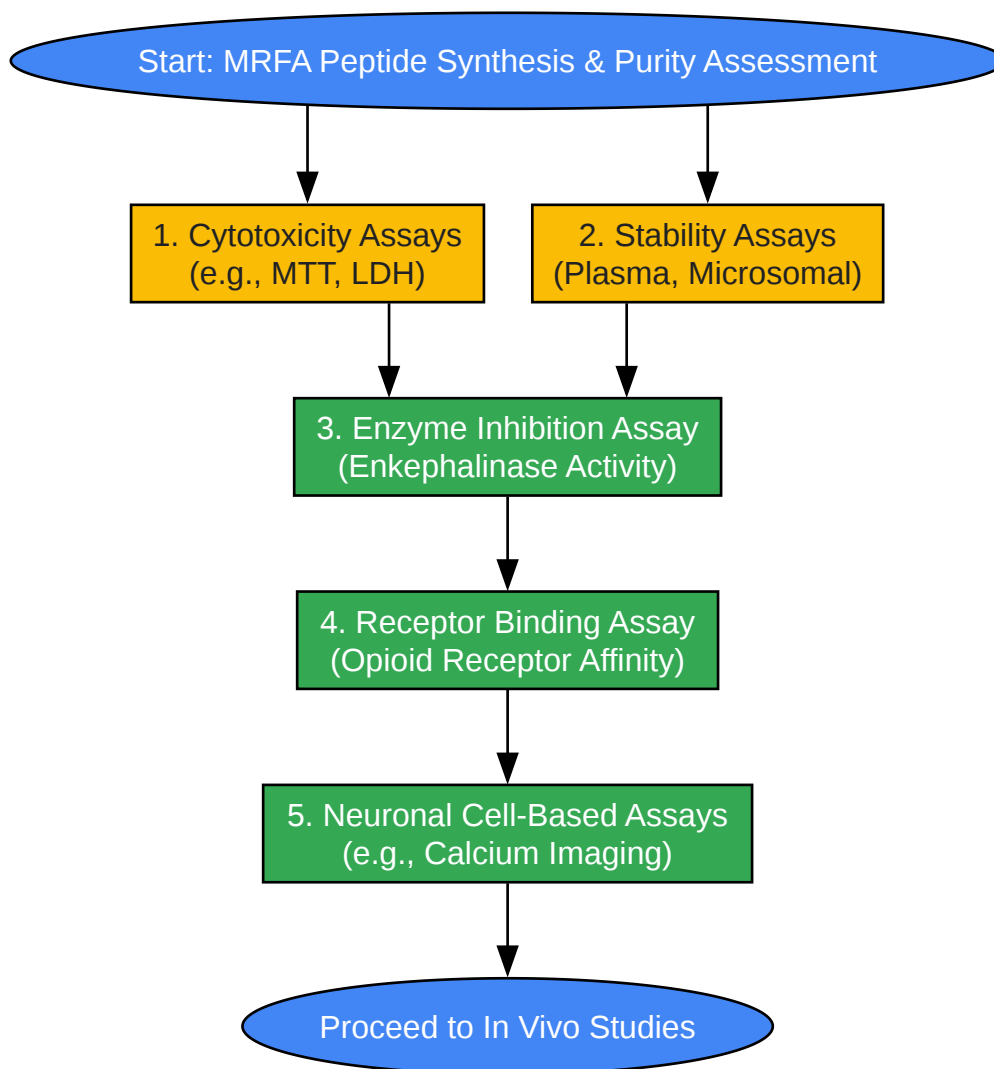 Start: MRFA Peptide Synthesis & Purity Assessment
1. Cytotoxicity Assays
(e.g., MTT, LDH)
2. Stability Assays
(Plasma, Microsomal)
3. Enzyme Inhibition Assay
(Enkephalinase Activity)
4. Receptor Binding Assay
(Opioid Receptor Affinity)
5. Neuronal Cell-Based Assays
(e.g., Calcium Imaging)
Proceed to In Vivo Studies